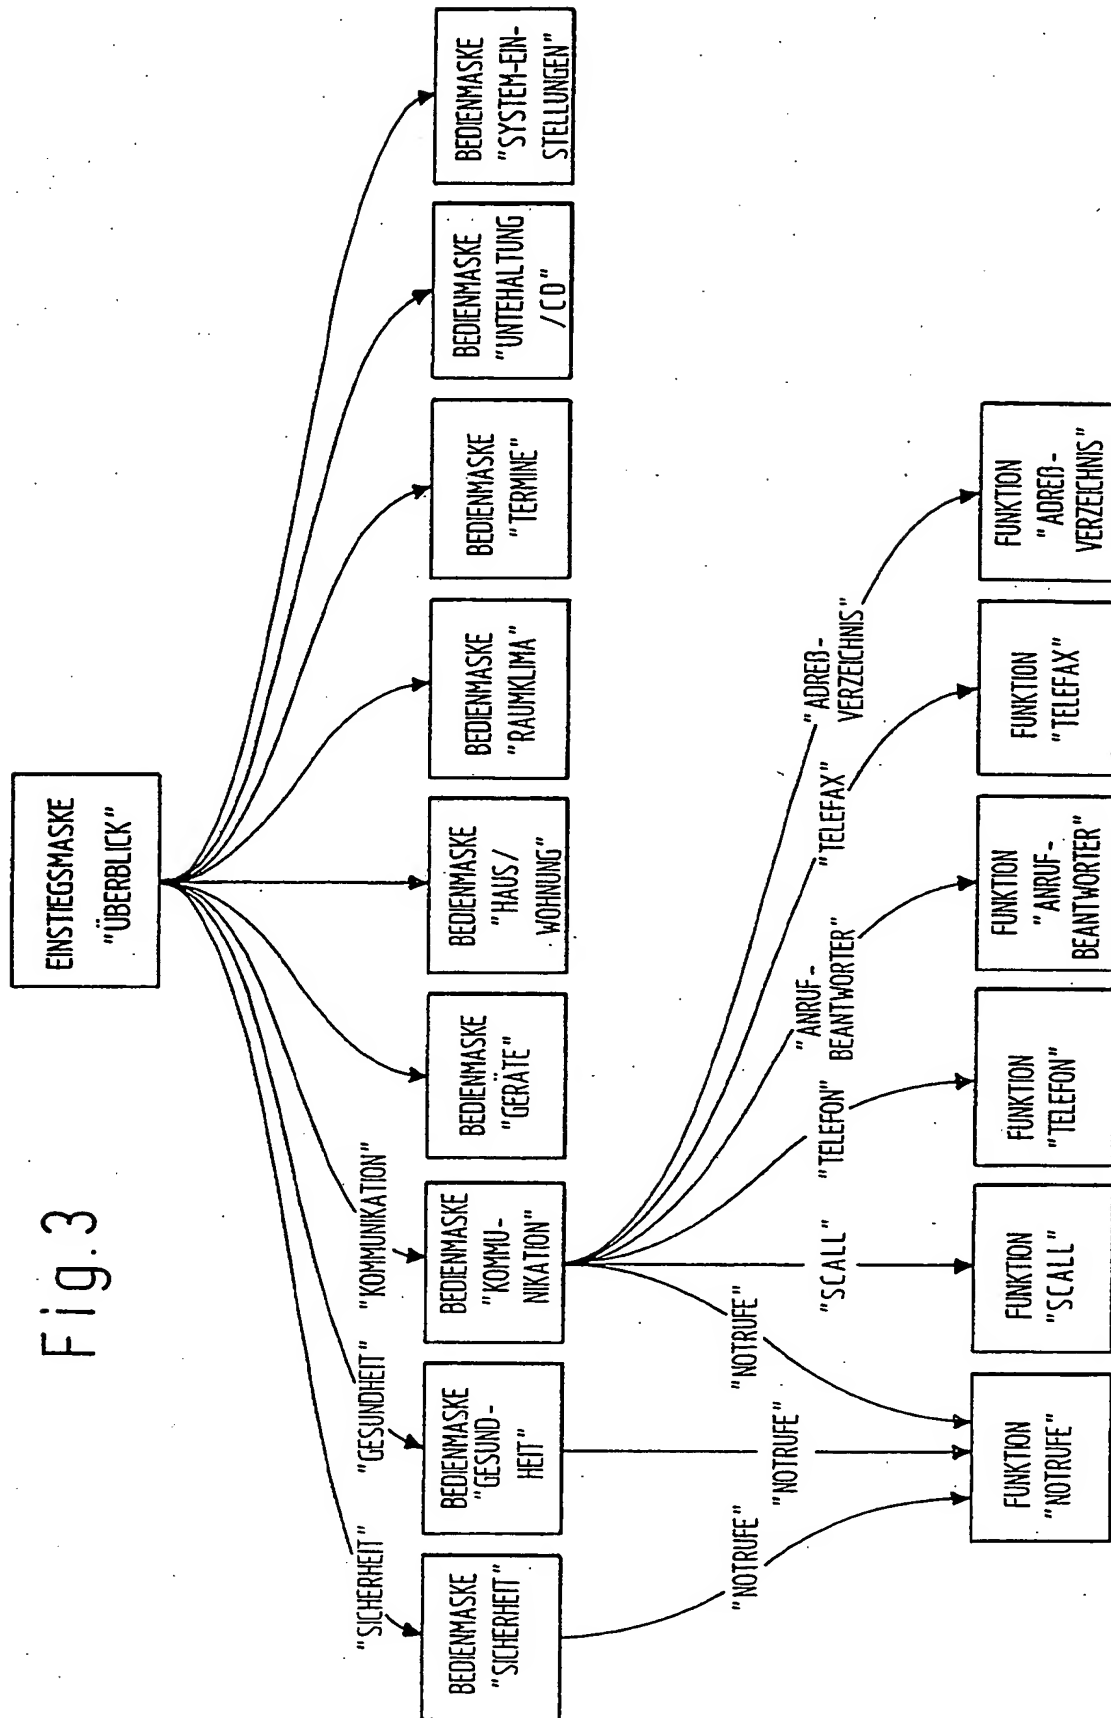 Fig.3
EINSTIEGSMASKE
"ÜBERBLICK"
"SICHERHEIT"
"GESUNDHEIT"
"KOMMUNIKATION"
BEDIENMASKE
"SICHERHEIT"
BEDIENMASKE
"GESUND-
HEIT"
BEDIENMASKE
"KOMMU-
NIKATION"
BEDIENMASKE
"GERÄTE"
BEDIENMASKE
"HAUS/
WOHNUNG"
BEDIENMASKE
"RAUMKLIMA"
BEDIENMASKE
"TERMINE"
BEDIENMASKE
"UNTEHALTUNG
/CD"
BEDIENMASKE
"SYSTEM-EIN-
STELLUNGEN"
"NOTRUFE"
"NOTRUFE"
"NOTRUFE"
"SCALL"
"TELEFON"
"ANRUF-
BEANTWORTER"
"TELEFAX"
"ADREß-
VERZEICHNIS"
FUNKTION
"NOTRUFE"
FUNKTION
"SCALL"
FUNKTION
"TELEFON"
FUNKTION
"ANRUF-
BEANTWORTER"
FUNKTION
"TELEFAX"
FUNKTION
"ADREß-
VERZEICHNIS"